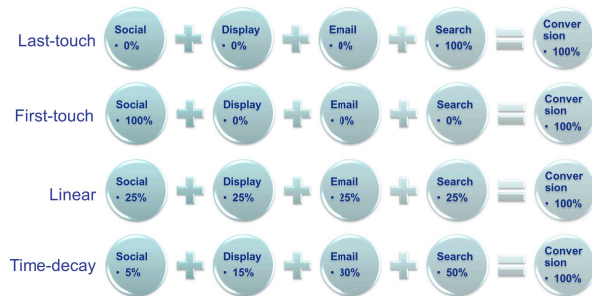 Last-touch
Social
• 0%
Display
• 0%
Email
• 0%
Search
• 100%
Conver
sion
• 100%
First-touch
Social
• 100%
Display
• 0%
Email
• 0%
Search
• 0%
Conver
sion
• 100%
Linear
Social
• 25%
Display
• 25%
Email
• 25%
Search
• 25%
Conver
sion
• 100%
Time-decay
Social
• 5%
Display
• 15%
Email
• 30%
Search
• 50%
Conver
sion
• 100%